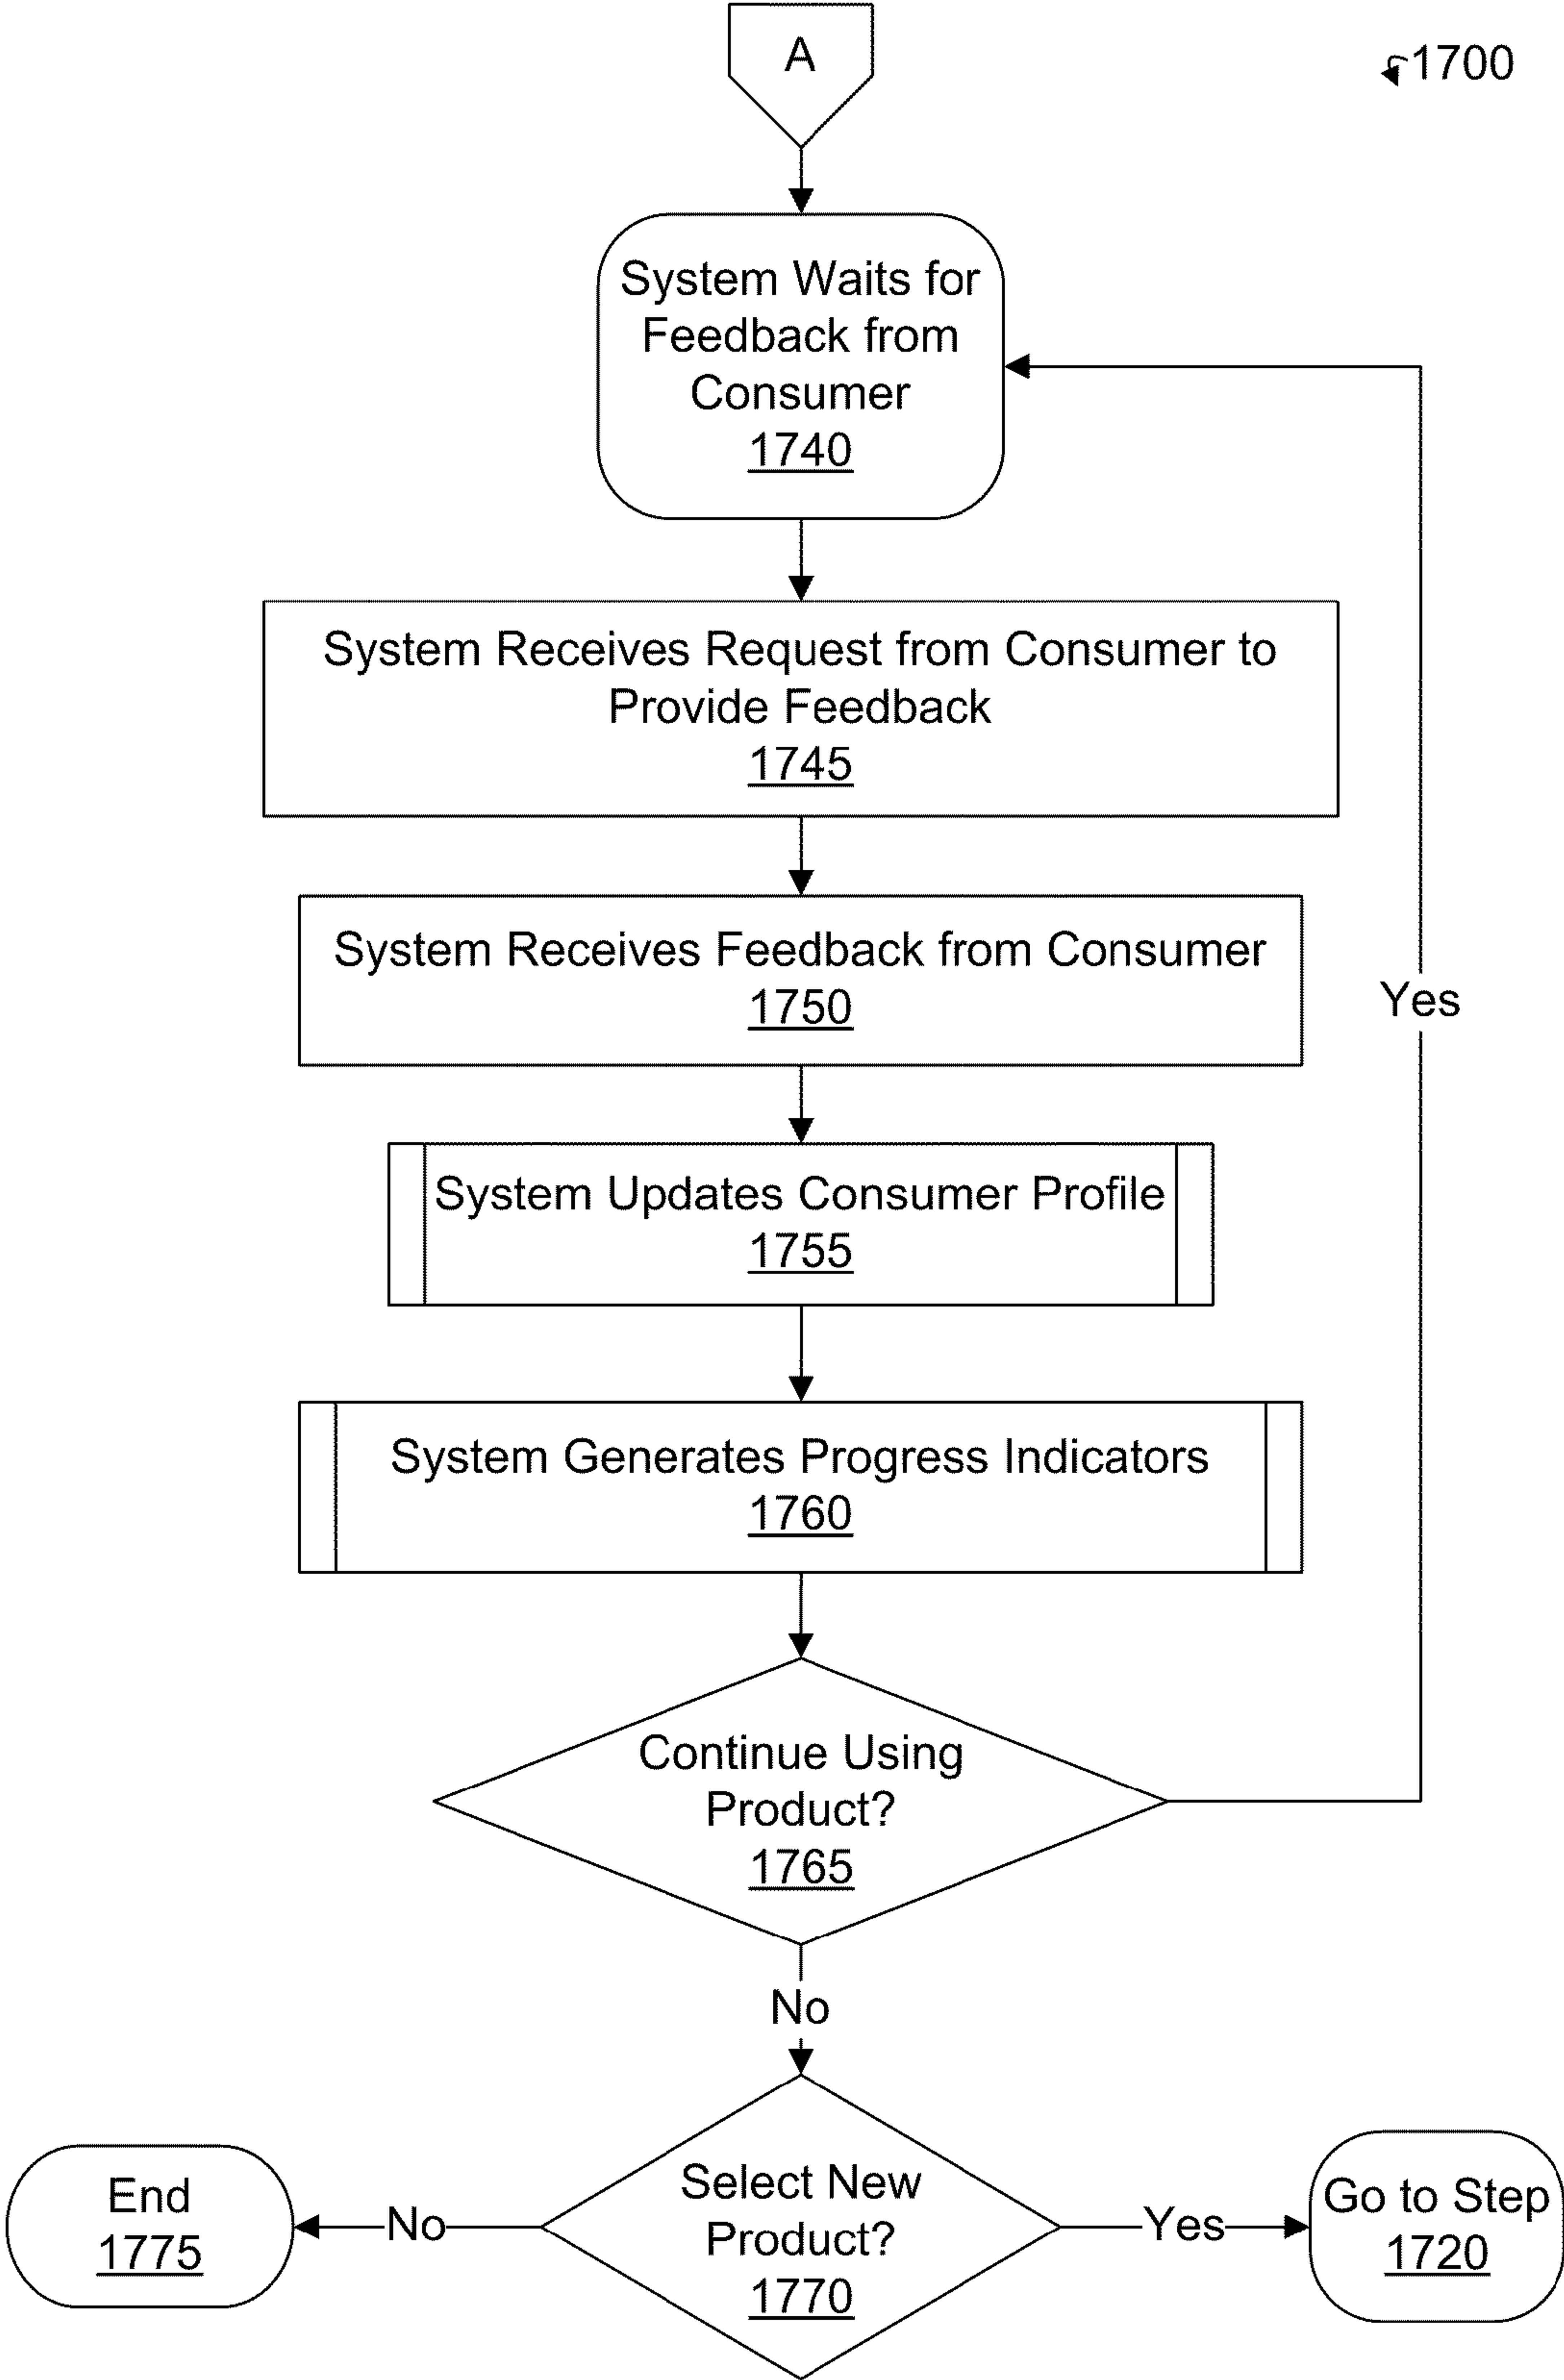 A
1700
System Waits for
Feedback from
Consumer
1740
System Receives Request from Consumer to
Provide Feedback
1745
System Receives Feedback from Consumer
1750
Yes
System Updates Consumer Profile
1755
System Generates Progress Indicators
1760
Continue Using
Product?
1765
No
Select New
Product?
1770
No
End
1775
Yes
Go to Step
1720